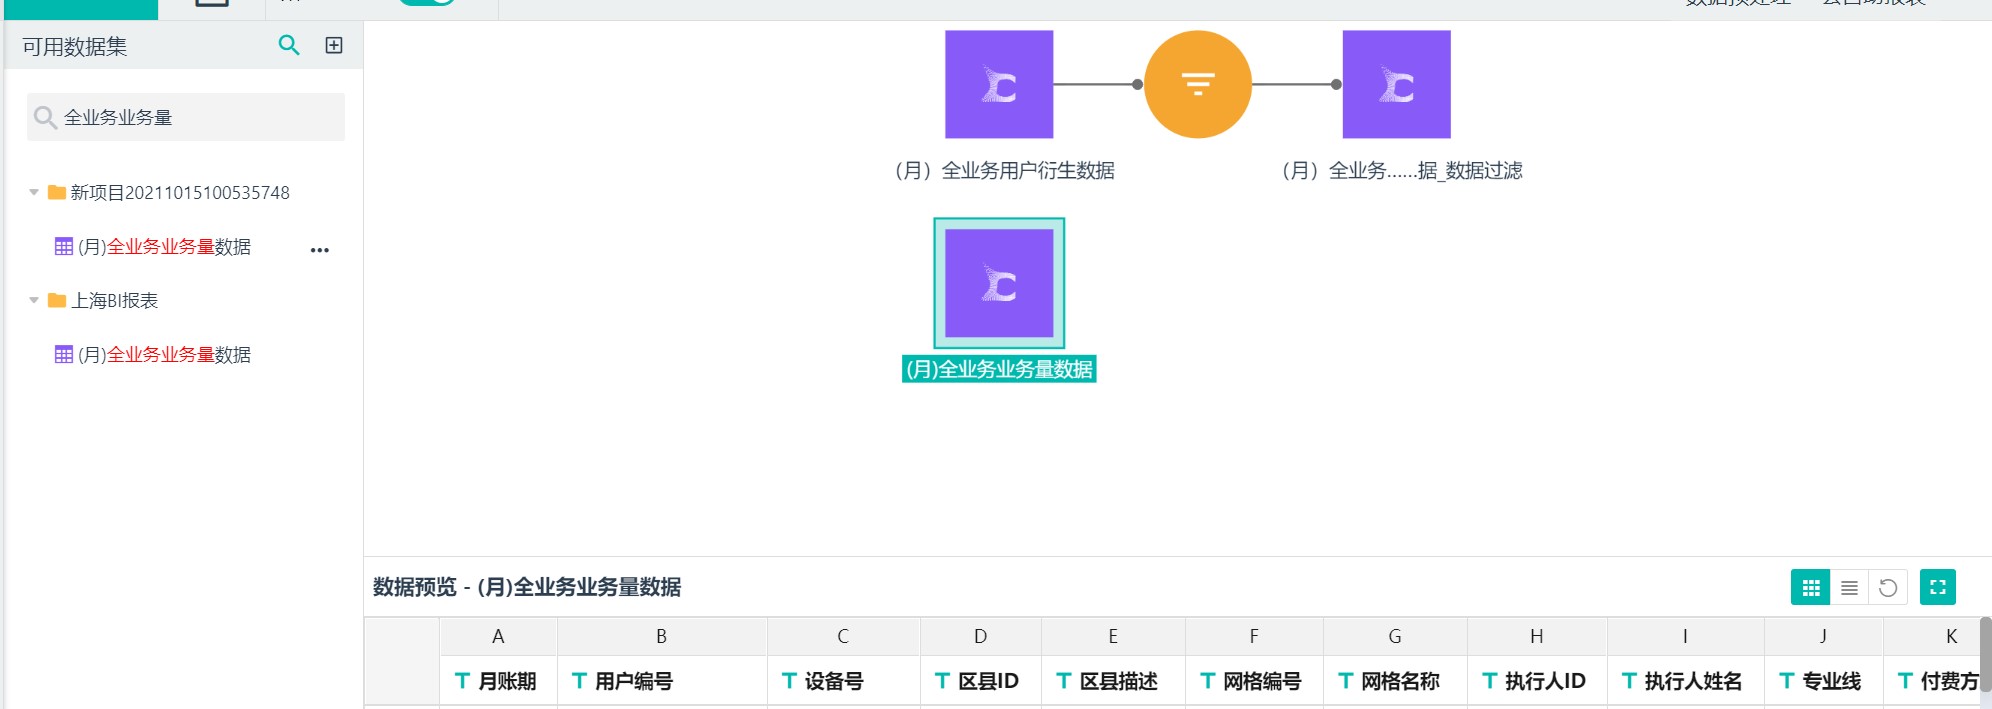 可用数据集
全业务业务量
新项目20211015100535748
(月)全业务业务量数据
上海BI报表
(月)全业务业务量数据
（月）全业务用户衍生数据
（月）全业务......据_数据过滤
(月)全业务业务量数据
数据预览 - (月)全业务业务量数据
A B C D E F G H I J K
月账期 用户编号 设备号 区县ID 区县描述 网格编号 网格名称 执行人ID 执行人姓名 专业线 付费方